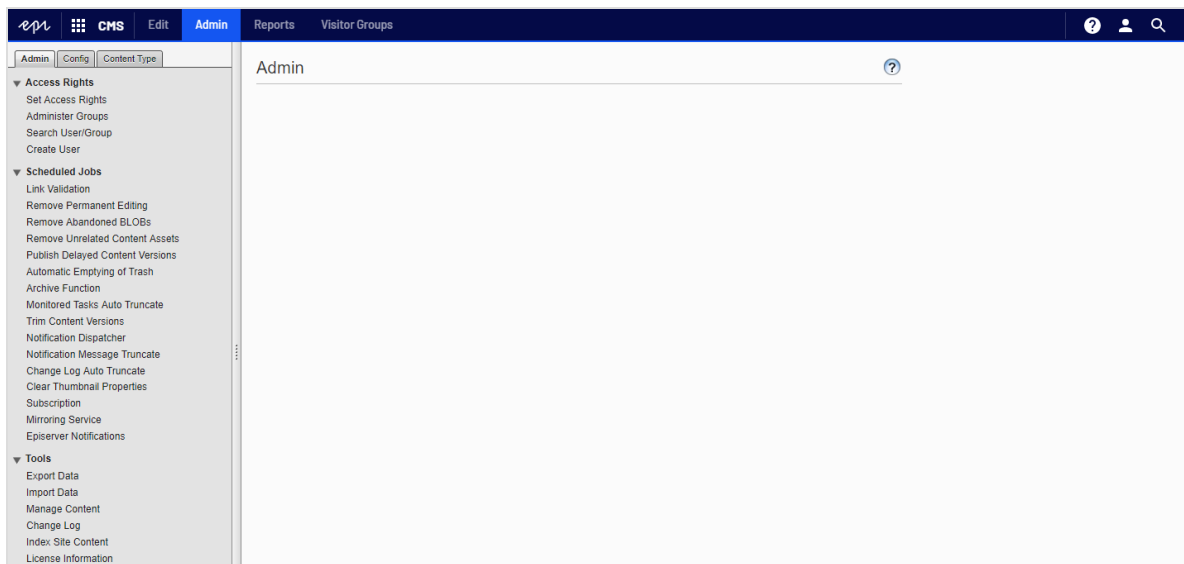 epi CMS Edit Admin Reports Visitor Groups ?
Admin Config Content Type
Admin ?
Access Rights
Set Access Rights
Administer Groups
Search User/Group
Create User
Scheduled Jobs
Link Validation
Remove Permanent Editing
Remove Abandoned BLOBs
Remove Unrelated Content Assets
Publish Delayed Content Versions
Automatic Emptying of Trash
Archive Function
Monitored Tasks Auto Truncate
Trim Content Versions
Notification Dispatcher
Notification Message Truncate
Change Log Auto Truncate
Clear Thumbnail Properties
Subscription
Mirroring Service
Episerver Notifications
Tools
Export Data
Import Data
Manage Content
Change Log
Index Site Content
License Information